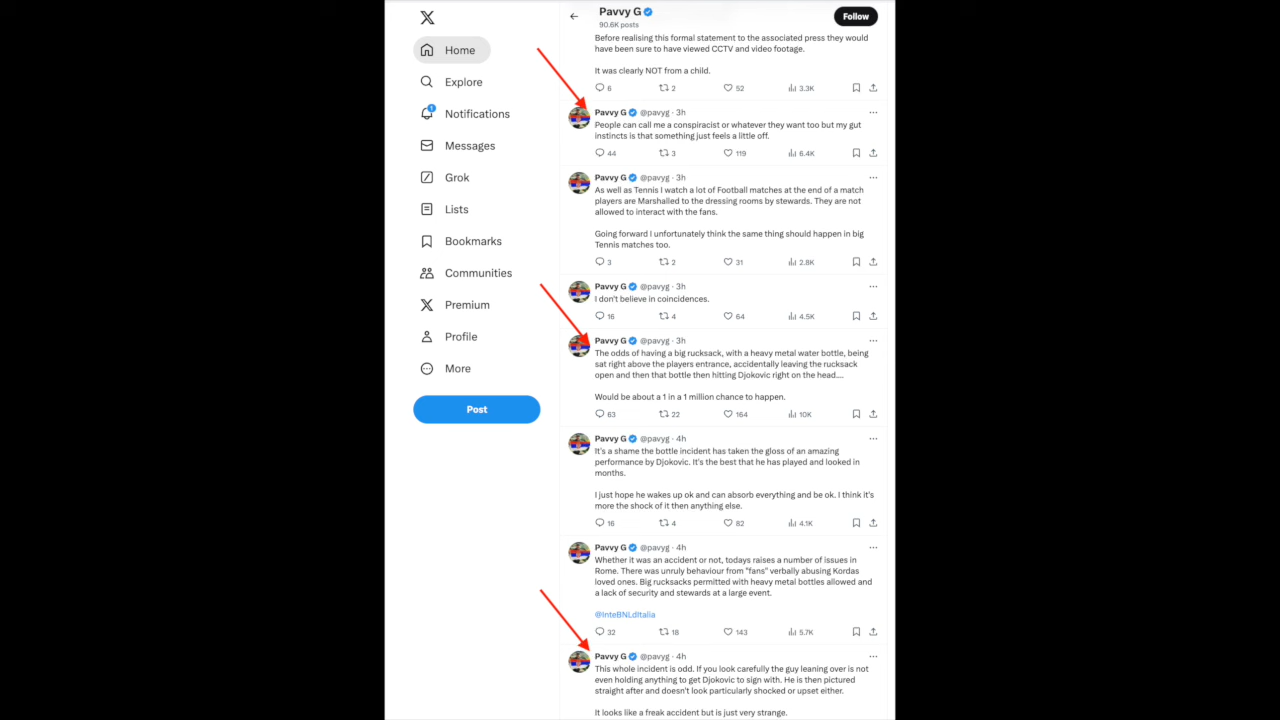 Home
Explore
1
Notifications
Messages
Grok
Lists
Bookmarks
Communities
Premium
Profile
More
Post
Pavvy G
90.6K posts
Follow
Before realising this formal statement to the associated press they would
have been sure to have viewed CCTV and video footage.
It was clearly NOT from a child.
6 2 52 3.3K
Pavvy G @pavyg · 3h
People can call me a conspiracist or whatever they want too but my gut
instincts is that something just feels a little off.
44 3 119 6.4K
Pavvy G @pavyg · 3h
As well as Tennis I watch a lot of Football matches at the end of a match
players are Marshalled to the dressing rooms by stewards. They are not
allowed to interact with the fans.
Going forward I unfortunately think the same thing should happen in big
Tennis matches too.
3 2 31 2.8K
Pavvy G @pavyg · 3h
I don't believe in coincidences.
16 4 64 4.5K
Pavvy G @pavyg · 3h
The odds of having a big rucksack, with a heavy metal water bottle, being
sat right above the players entrance, accidentally leaving the rucksack
open and then that bottle then hitting Djokovic right on the head....
Would be about a 1 in a 1 million chance to happen.
63 22 164 10K
Pavvy G @pavyg · 4h
It's a shame the bottle incident has taken the gloss of an amazing
performance by Djokovic. It's the best that he has played and looked in
months.
I just hope he wakes up ok and can absorb everything and be ok. I think it's
more the shock of it then anything else.
16 4 82 4.1K
Pavvy G @pavyg · 4h
Whether it was an accident or not, todays raises a number of issues in
Rome. There was unruly behaviour from "fans" verbally abusing Kordas
loved ones. Big rucksacks permitted with heavy metal bottles allowed and
a lack of security and stewards at a large event.
@InteBNLdItalia
32 18 143 5.7K
Pavvy G @pavyg · 4h
This whole incident is odd. If you look carefully the guy leaning over is not
even holding anything to get Djokovic to sign with. He is then pictured
straight after and doesn't look particularly shocked or upset either.
It looks like a freak accident but is just very strange.